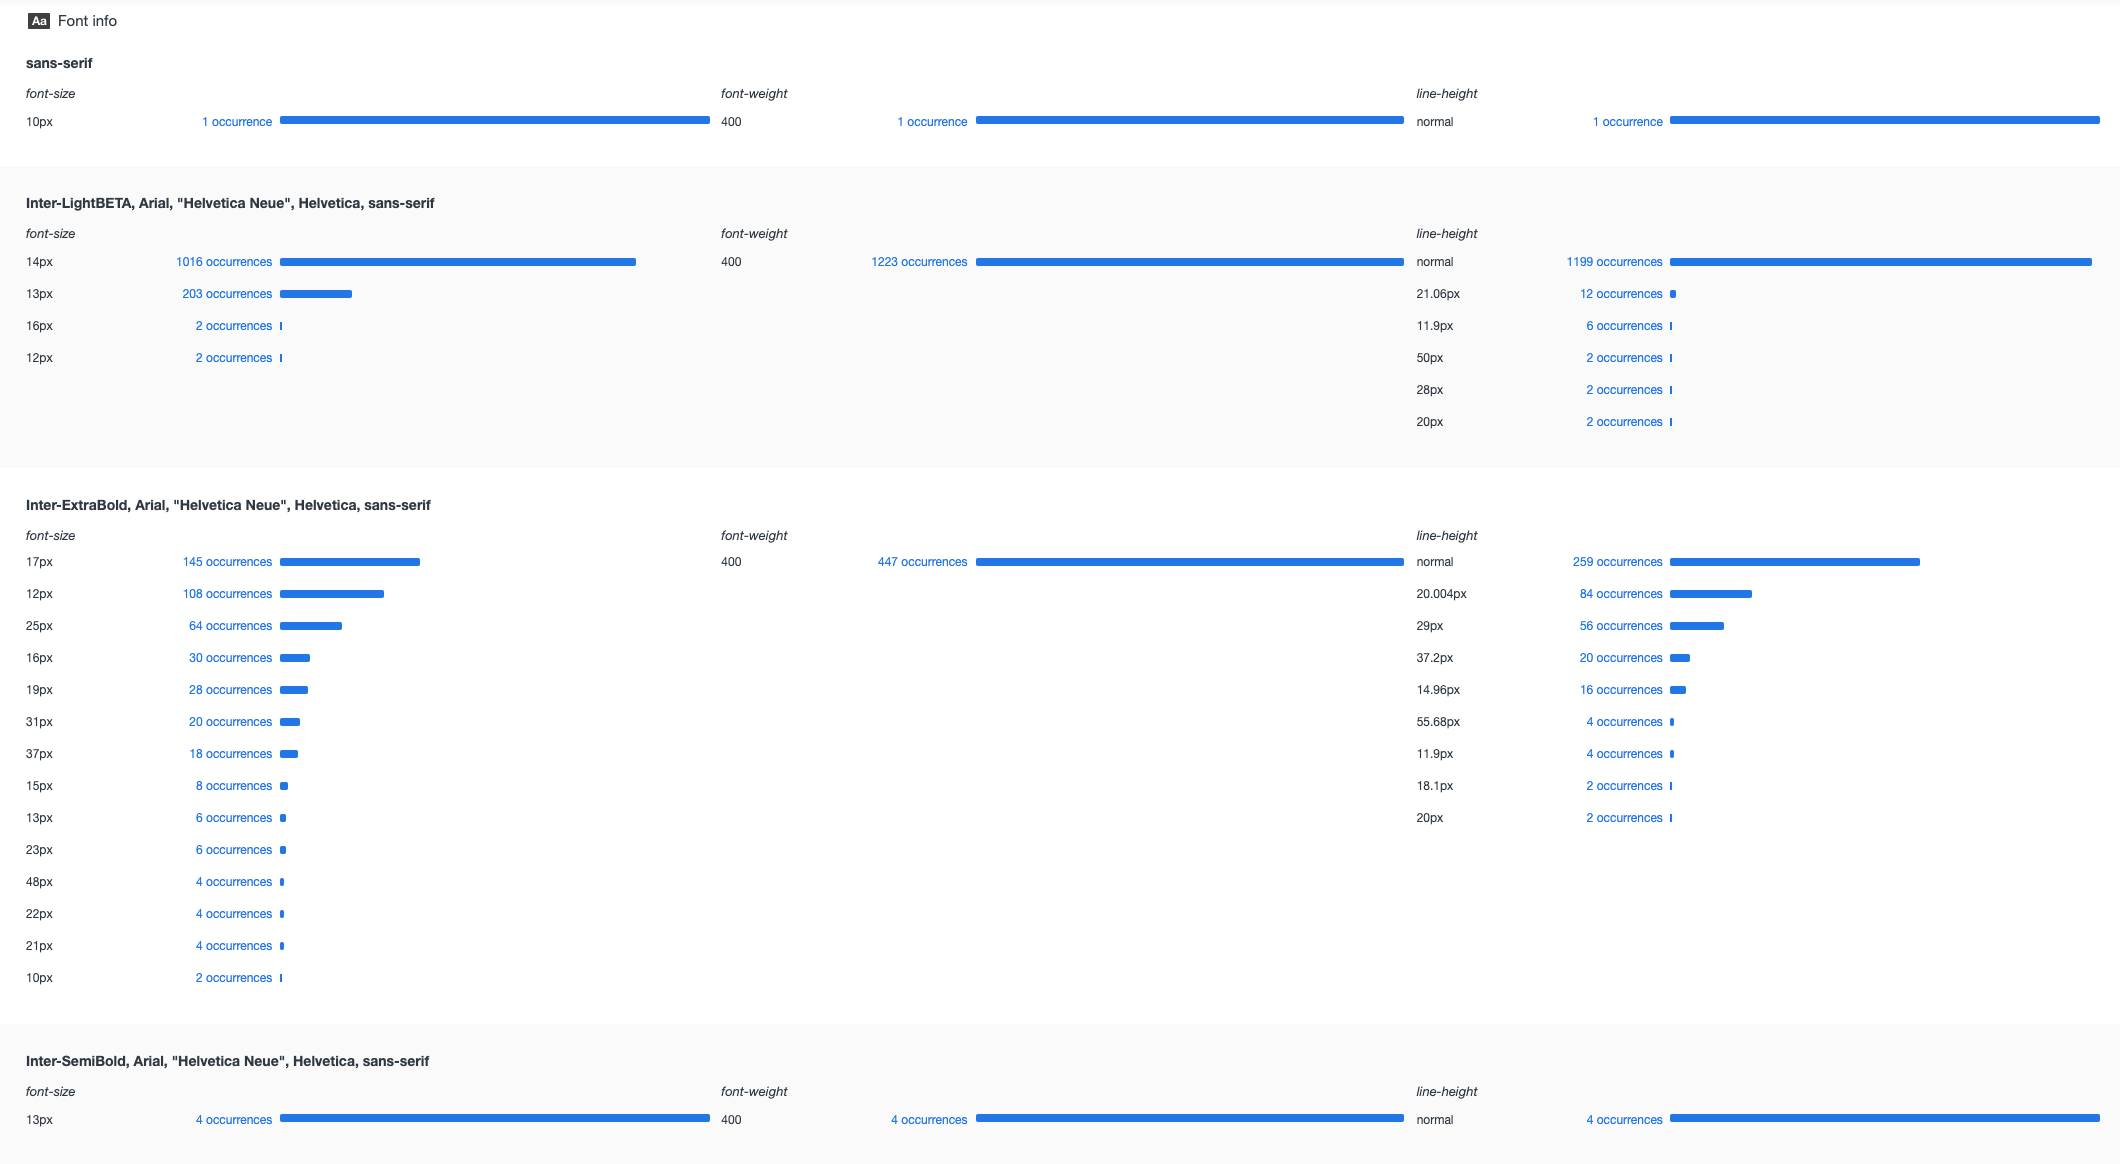 Aa Font info
sans-serif
font-size font-weight line-height
10px 1 occurrence 400 1 occurrence normal 1 occurrence
Inter-LightBETA, Arial, "Helvetica Neue", Helvetica, sans-serif
font-size font-weight line-height
14px 1016 occurrences 400 1223 occurrences normal 1199 occurrences
13px 203 occurrences 21.06px 12 occurrences
16px 2 occurrences 11.9px 6 occurrences
12px 2 occurrences 50px 2 occurrences
28px 2 occurrences
20px 2 occurrences
Inter-ExtraBold, Arial, "Helvetica Neue", Helvetica, sans-serif
font-size font-weight line-height
17px 145 occurrences 400 447 occurrences normal 259 occurrences
12px 108 occurrences 20.004px 84 occurrences
25px 64 occurrences 29px 56 occurrences
16px 30 occurrences 37.2px 20 occurrences
19px 28 occurrences 14.96px 16 occurrences
31px 20 occurrences 55.68px 4 occurrences
37px 18 occurrences 11.9px 4 occurrences
15px 8 occurrences 18.1px 2 occurrences
13px 6 occurrences 20px 2 occurrences
23px 6 occurrences
48px 4 occurrences
22px 4 occurrences
21px 4 occurrences
10px 2 occurrences
Inter-SemiBold, Arial, "Helvetica Neue", Helvetica, sans-serif
font-size font-weight line-height
13px 4 occurrences 400 4 occurrences normal 4 occurrences